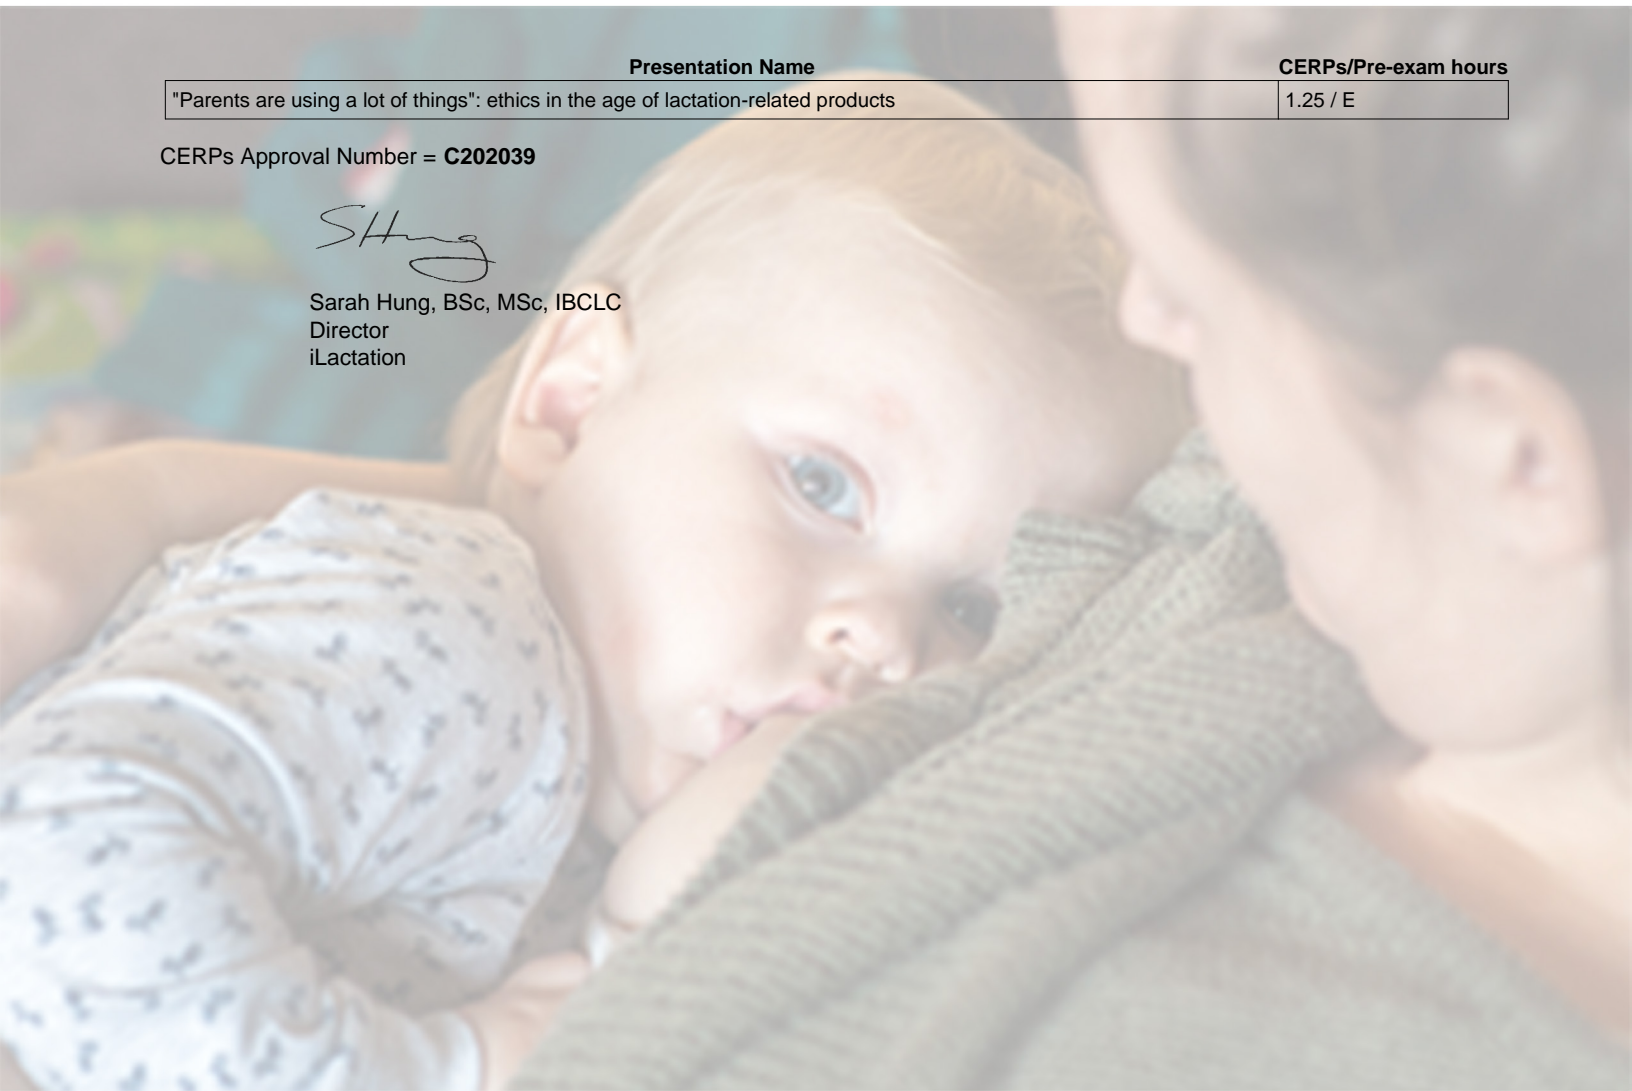 Presentation Name CERPs/Pre-exam hours
"Parents are using a lot of things": ethics in the age of lactation-related products 1.25 / E
CERPs Approval Number = C202039
SHung
Sarah Hung, BSc, MSc, IBCLC
Director
iLactation